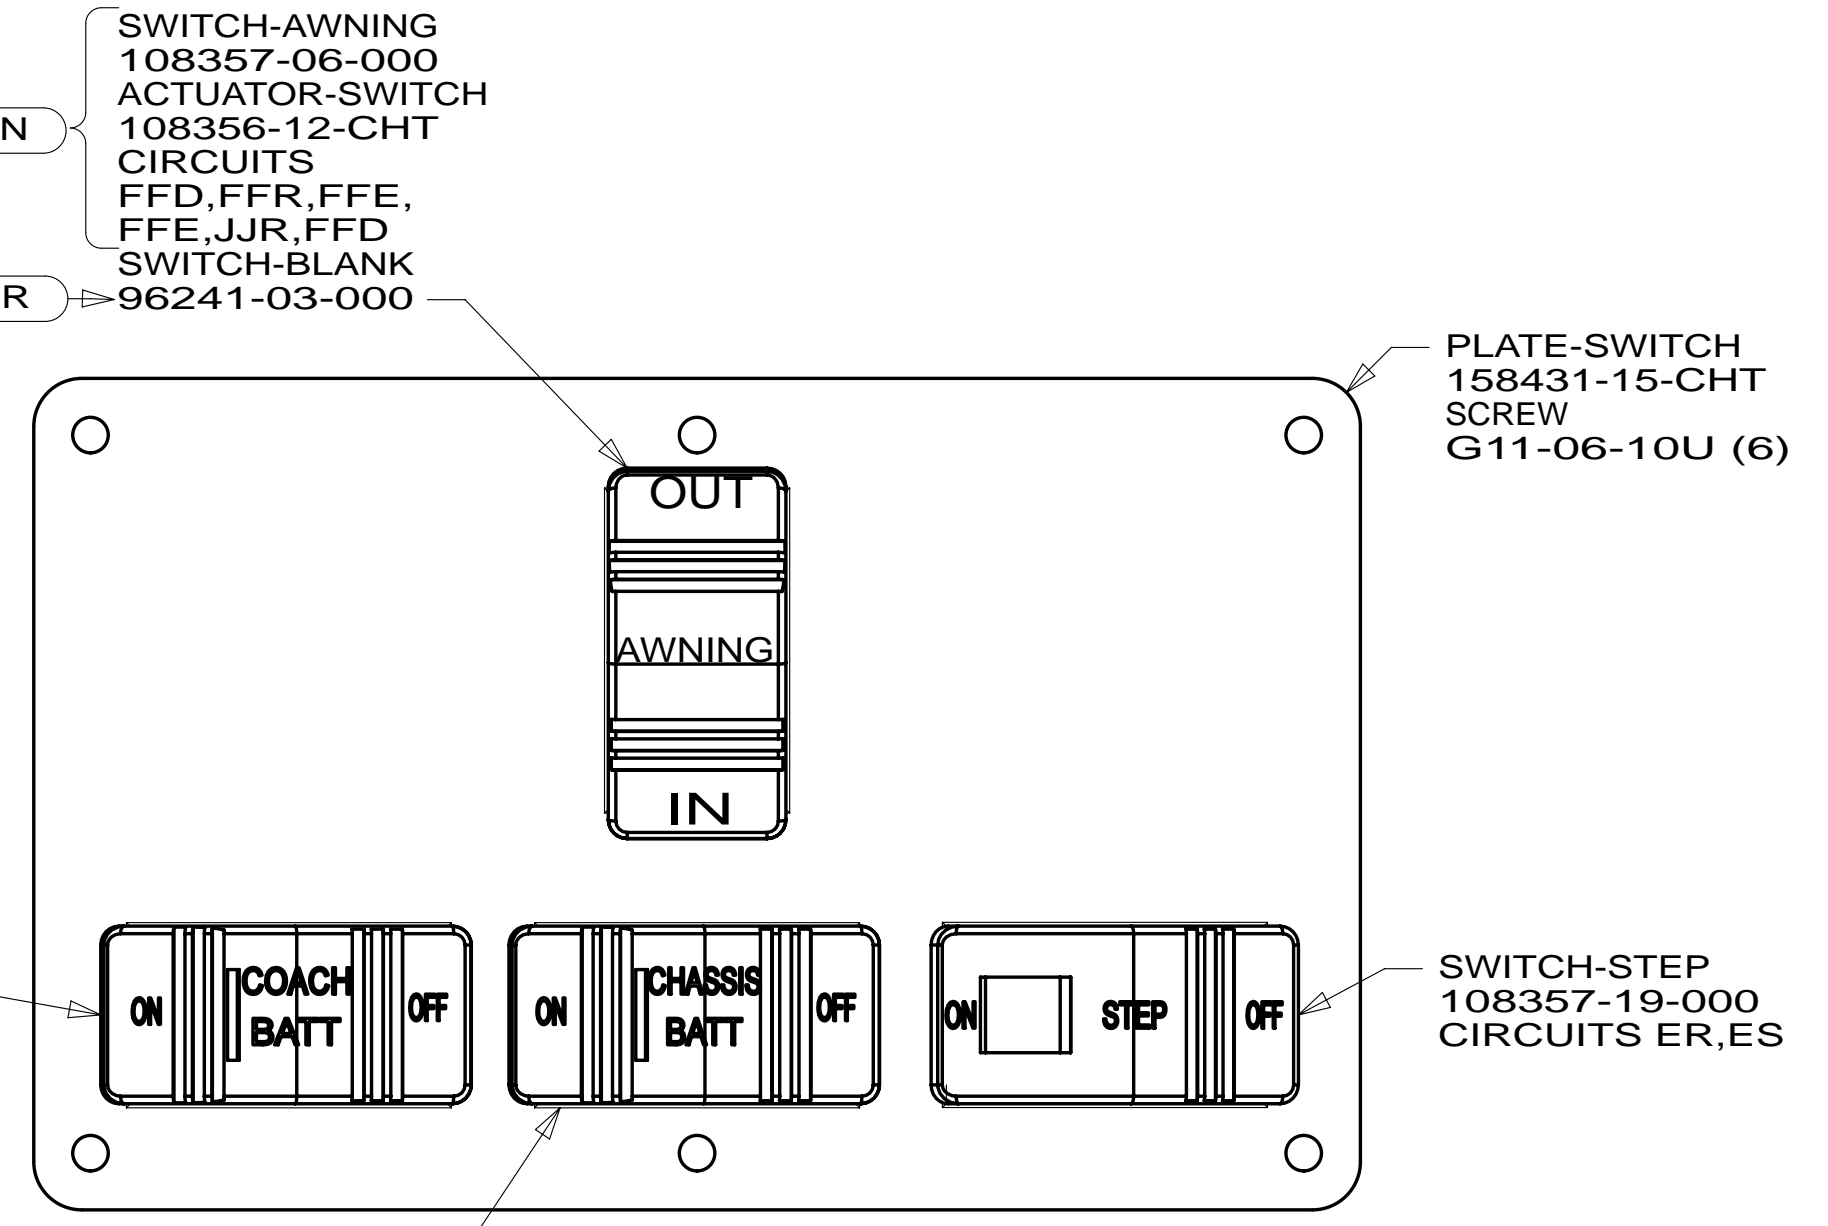 SWITCH-AWNING
108357-06-000
ACTUATOR-SWITCH
108356-12-CHT
CIRCUITS
FFD,FFR,FFE,
FFE,JJR,FFD
N
SWITCH-BLANK
96241-03-000
R
PLATE-SWITCH
158431-15-CHT
SCREW
G11-06-10U (6)
OUT
AWNING
IN
ON
COACH
BATT
OFF
ON
CHASSIS
BATT
OFF
ON
STEP
OFF
SWITCH-STEP
108357-19-000
CIRCUITS ER,ES